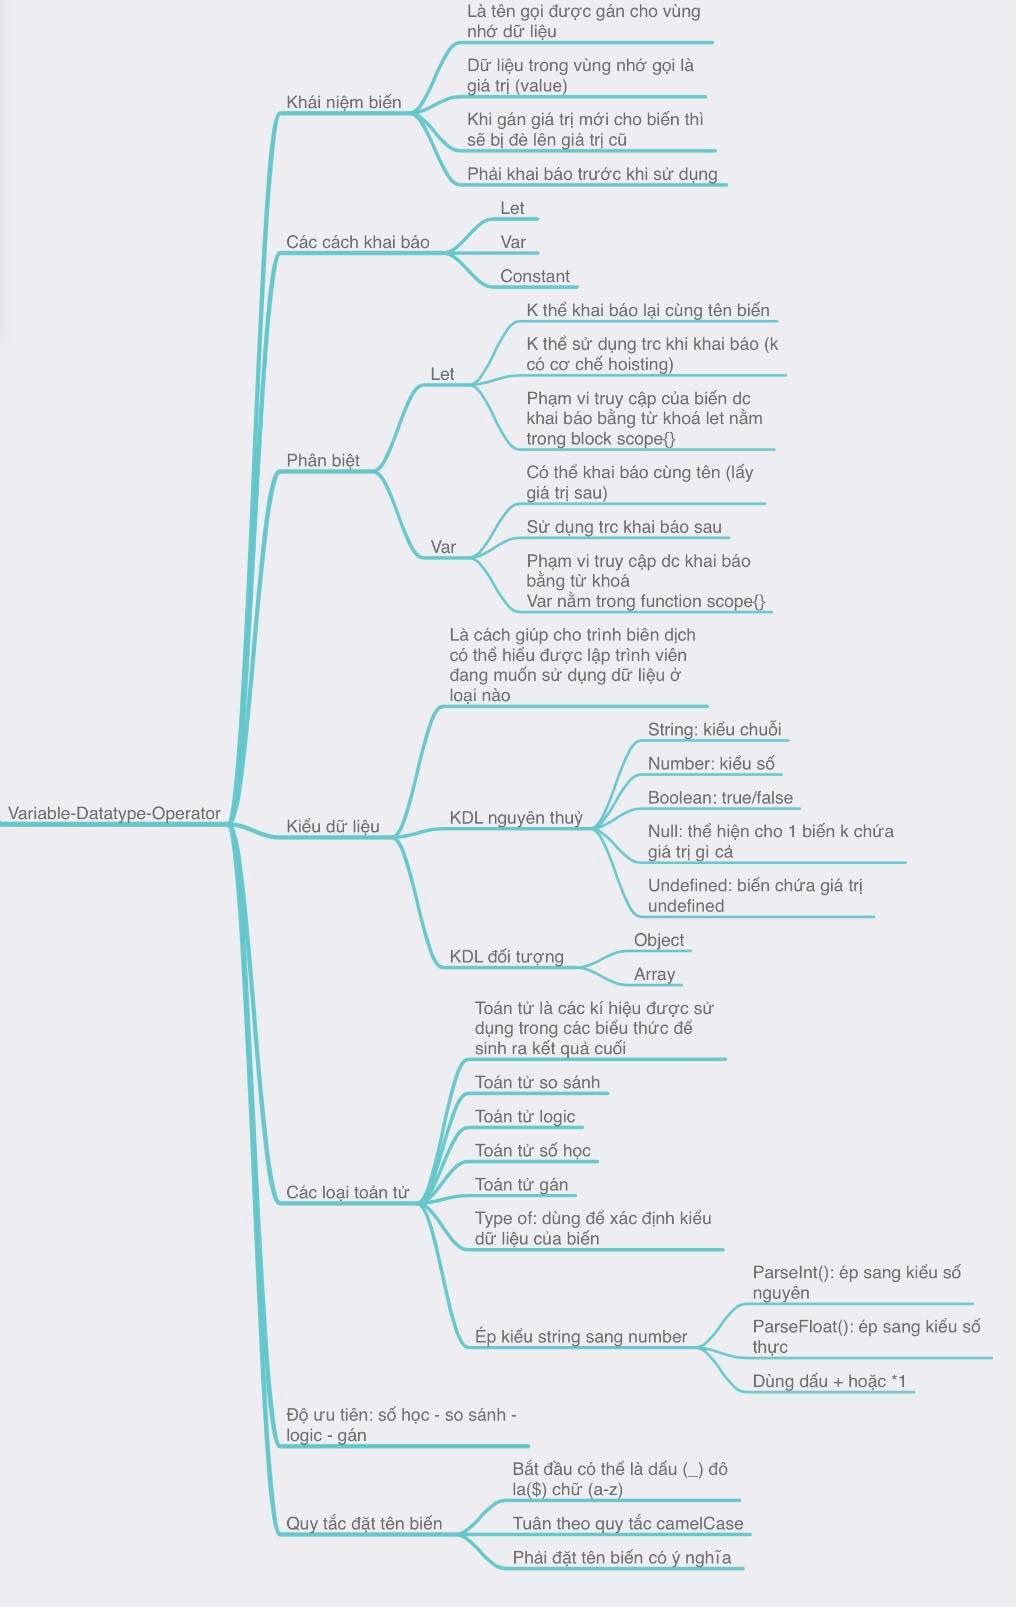 Là tên gọi được gán cho vùng
nhớ dữ liệu
Dữ liệu trong vùng nhớ gọi là
giá trị (value)
Khái niệm biến
Khi gán giá trị mới cho biến thì
sẽ bị đè lên giá trị cũ
Phải khai báo trước khi sử dụng
Let
Các cách khai báo
Var
Constant
K thể khai báo lại cùng tên biến
K thể sử dụng trc khi khai báo (k
có cơ chế hoisting)
Let
Phạm vi truy cập của biến dc
khai báo bằng từ khoá let nằm
trong block scope{}
Phân biệt
Có thể khai báo cùng tên (lấy
giá trị sau)
Sử dụng trc khai báo sau
Var
Phạm vi truy cập dc khai báo
bằng từ khoá
Var nằm trong function scope{}
Là cách giúp cho trình biên dịch
có thể hiểu được lập trình viên
đang muốn sử dụng dữ liệu ở
loại nào
String: kiểu chuỗi
Number: kiểu số
Boolean: true/false
Variable-Datatype-Operator
Kiểu dữ liệu
KDL nguyên thuỷ
Null: thể hiện cho 1 biến k chứa
giá trị gì cả
Undefined: biến chứa giá trị
undefined
KDL đối tượng
Object
Array
Toán tử là các kí hiệu được sử
dụng trong các biểu thức để
sinh ra kết quả cuối
Toán tử so sánh
Toán tử logic
Toán tử số học
Toán tử gán
Các loại toán tử
Type of: dùng để xác định kiểu
dữ liệu của biến
ParseInt(): ép sang kiểu số
nguyên
Ép kiểu string sang number
ParseFloat(): ép sang kiểu số
thực
Dùng dấu + hoặc *1
Độ ưu tiên: số học - so sánh -
logic - gán
Bắt đầu có thể là dấu (_) đô
la($) chữ (a-z)
Quy tắc đặt tên biến
Tuân theo quy tắc camelCase
Phải đặt tên biến có ý nghĩa